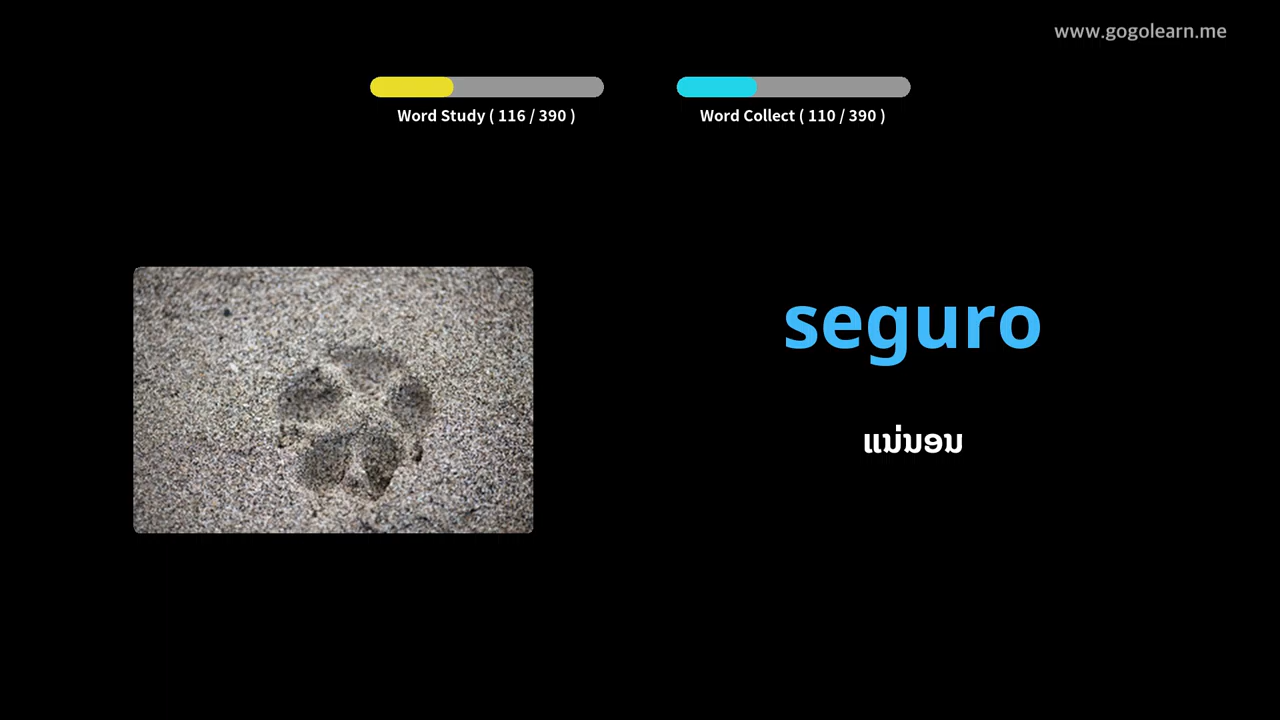 www.gogolearn.me
Word Study ( 116 / 390 )
Word Collect ( 110 / 390 )
seguro
ແນ່ນອນ